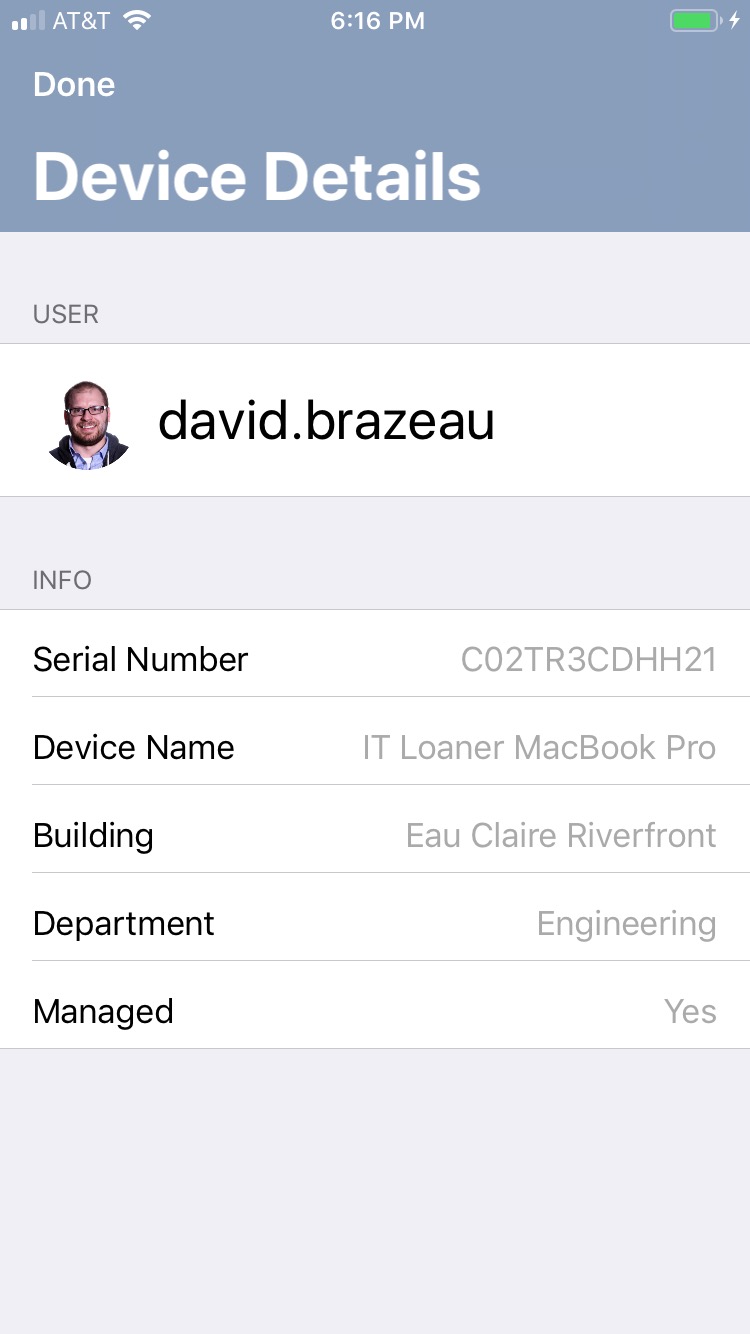 AT&T 6:16 PM
Done
Device Details
USER
david.brazeau
INFO
Serial Number C02TR3CDHH21
Device Name IT Loaner MacBook Pro
Building Eau Claire Riverfront
Department Engineering
Managed Yes